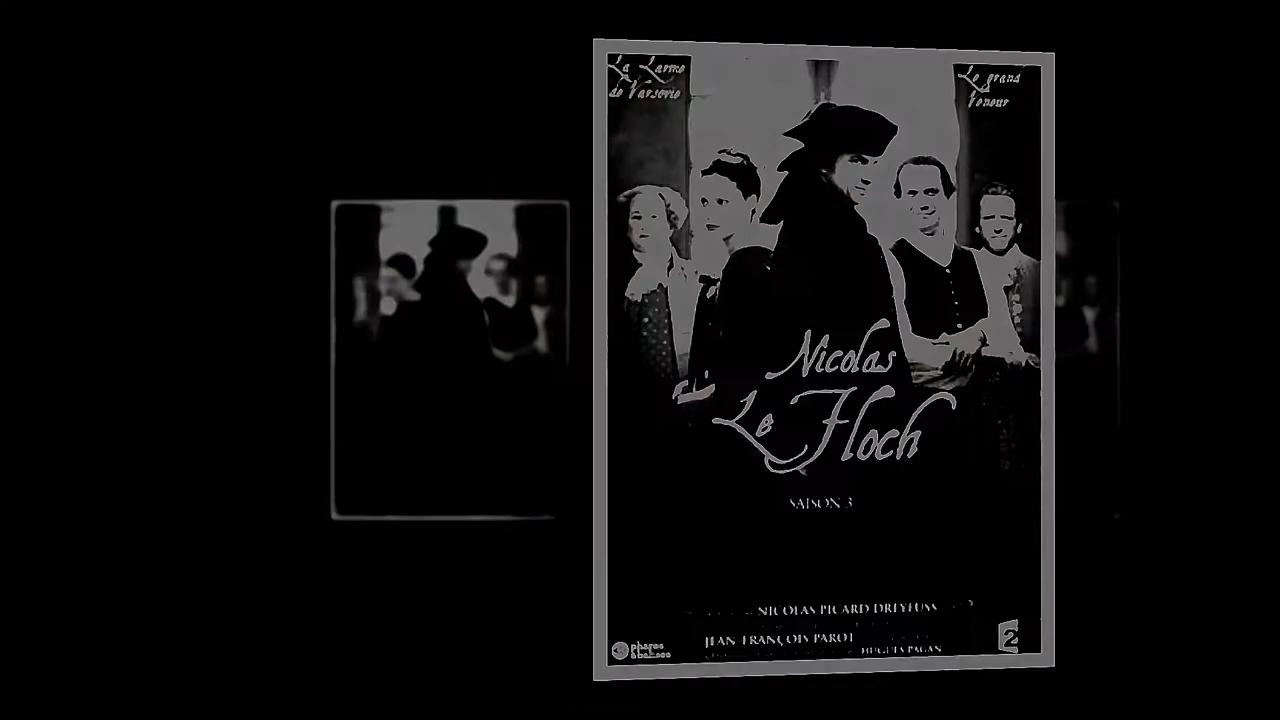 La Larme
de Varsovie
Le grand
Veneur
Nicolas
Le Floch
SAISON 3
NICOLAS PICARD DREYFUSS
JEAN-FRANÇOIS PAROT
HUGUES PAGAN
pharos
2